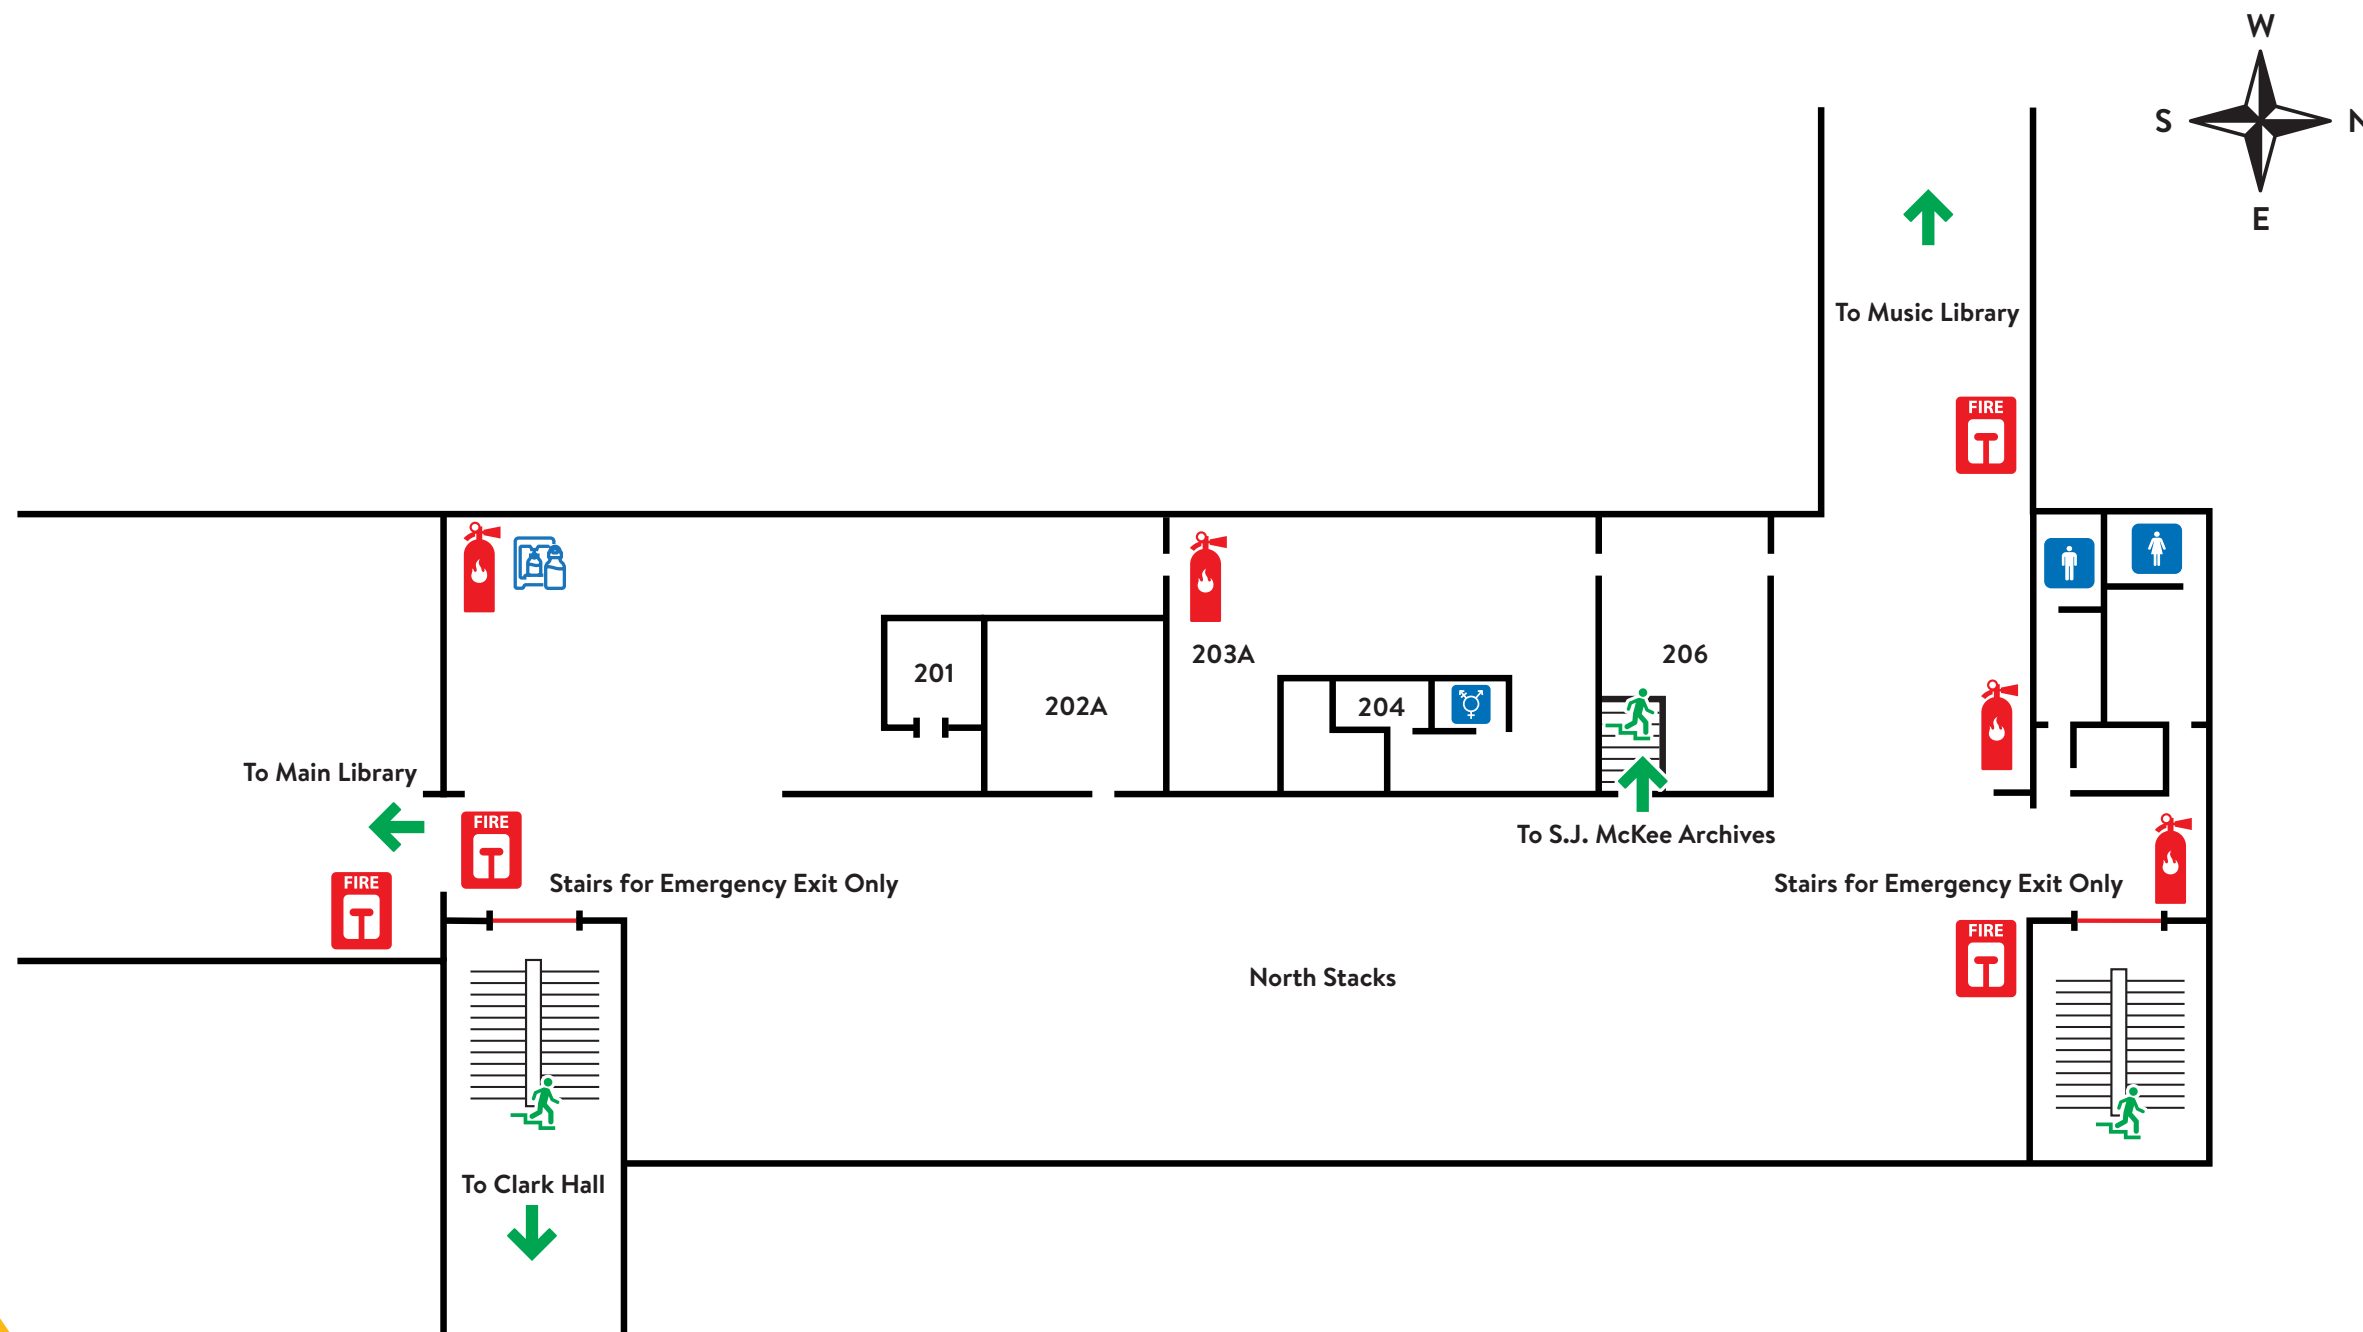 W
S
N
E
To Music Library
FIRE
201
202A
203A
204
206
To Main Library
FIRE
FIRE
Stairs for Emergency Exit Only
To S.J. McKee Archives
Stairs for Emergency Exit Only
FIRE
North Stacks
To Clark Hall